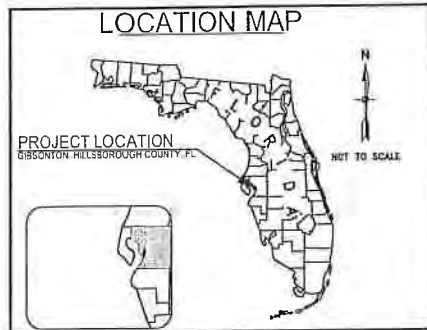 LOCATION MAP
N
NOT TO SCALE
PROJECT LOCATION
GIBSONTON HILLSBOROUGH COUNTY, FL
FLORIDA